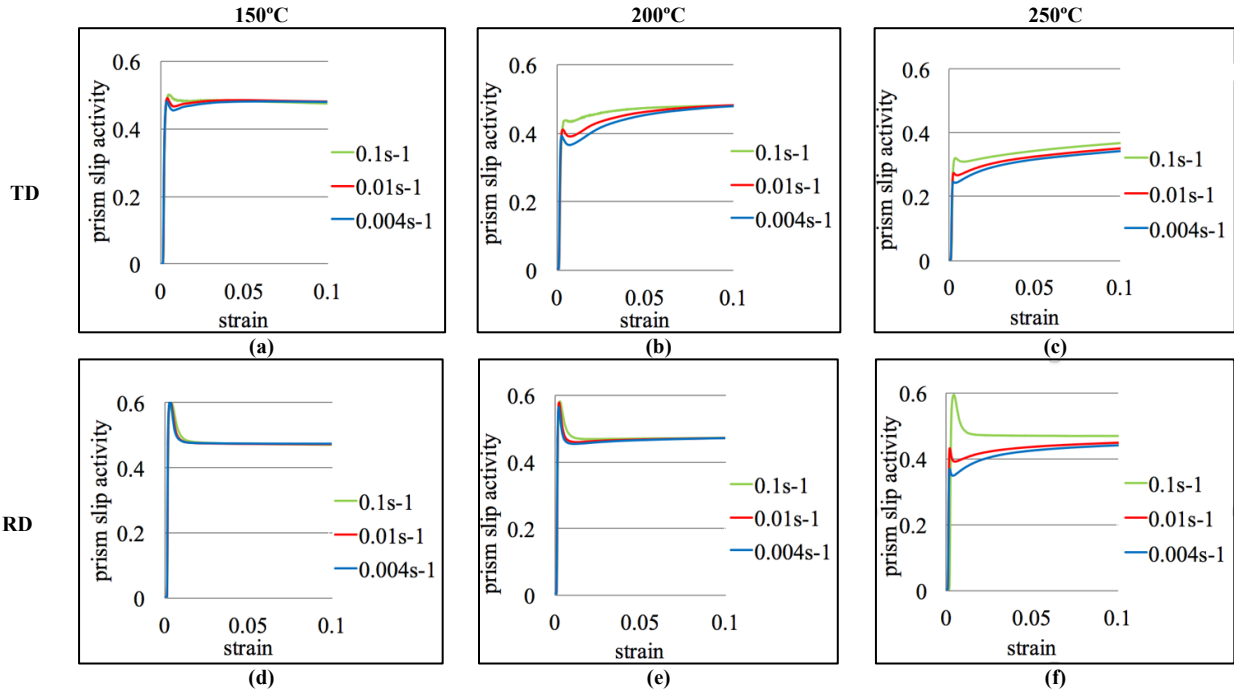 150ºC 200ºC 250ºC
TD
prism slip activity
0.6
0.4
0.2
0
0 0.05 0.1
strain
0.1s-1
0.01s-1
0.004s-1
(a)
prism slip activity
0.6
0.4
0.2
0
0 0.05 0.1
strain
0.1s-1
0.01s-1
0.004s-1
(b)
prism slip activity
0.6
0.4
0.2
0
0 0.05 0.1
strain
0.1s-1
0.01s-1
0.004s-1
(c)
RD
prism slip activity
0.6
0.4
0.2
0
0 0.05 0.1
strain
0.1s-1
0.01s-1
0.004s-1
(d)
prism slip activity
0.6
0.4
0.2
0
0 0.05 0.1
strain
0.1s-1
0.01s-1
0.004s-1
(e)
prism slip activity
0.6
0.4
0.2
0
0 0.05 0.1
strain
0.1s-1
0.01s-1
0.004s-1
(f)